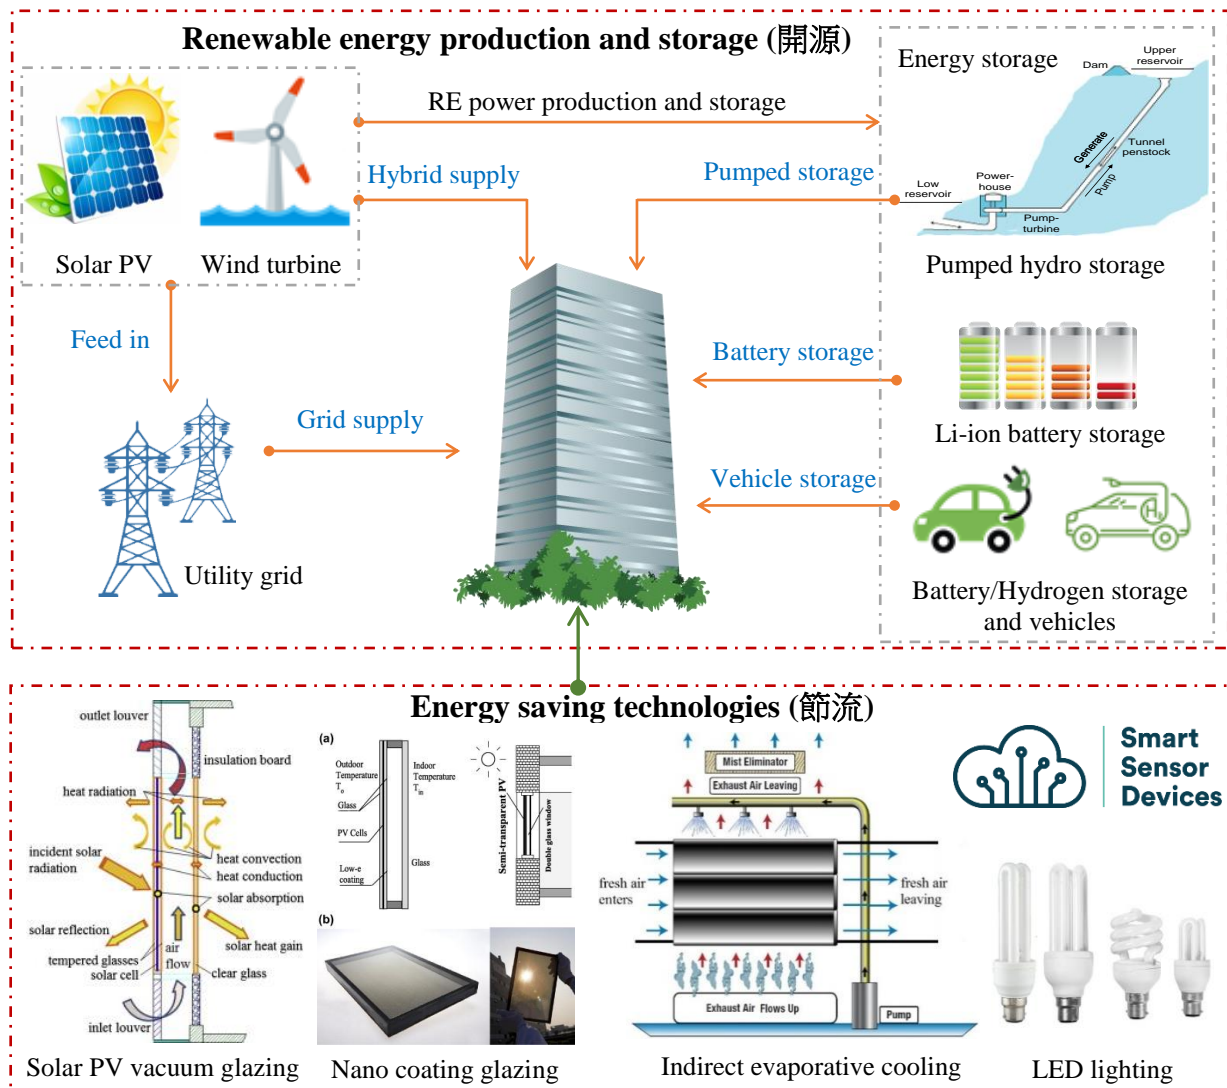 Renewable energy production and storage (開源)
Solar PV
Wind turbine
RE power production and storage
Hybrid supply
Pumped storage
Energy storage
Upper
reservoir
Dam
Generate
Tunnel
penstock
Pump
Low
reservoir
Power-
house
Pump-
turbine
Pumped hydro storage
Feed in
Battery storage
Grid supply
Li-ion battery storage
Vehicle storage
Utility grid
H₂
Battery/Hydrogen storage
and vehicles
Energy saving technologies (節流)
outlet louver
insulation board
heat radiation
heat convection
heat conduction
incident solar
radiation
solar absorption
solar reflection
solar heat gain
tempered glasses
air
flow
solar cell
clear glass
inlet louver
Solar PV vacuum glazing
(a)
Outdoor
Temperature
To
Indoor
Temperature
Tin
Glass
PV Cells
Low-e
coating
Glass
Semi-transparent PV
Double glass window
(b)
Nano coating glazing
Mist Eliminator
Exhaust Air Leaving
fresh air
enters
fresh air
leaving
Exhaust Air Flows Up
Pump
Indirect evaporative cooling
Smart
Sensor
Devices
LED lighting